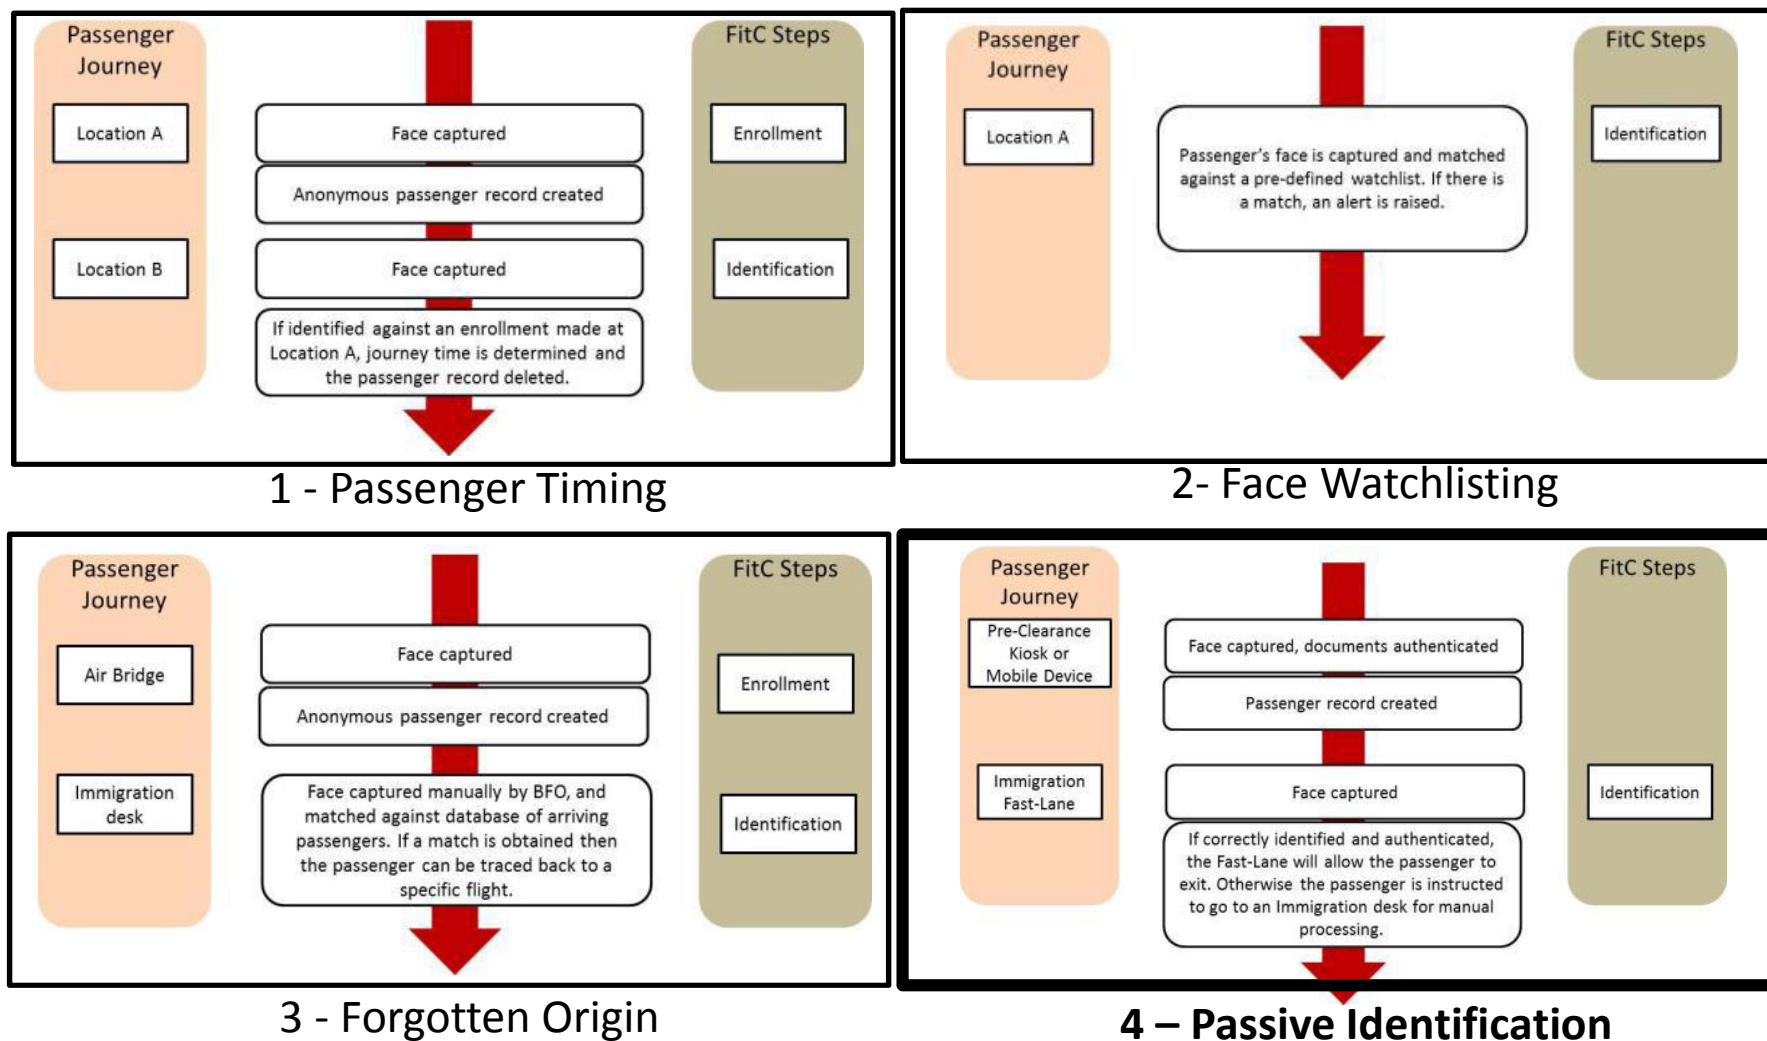 Passenger
Journey
FitC Steps
Location A
Face captured
Enrollment
Anonymous passenger record created
Location B
Face captured
Identification
If identified against an enrollment made at
Location A, journey time is determined and
the passenger record deleted.
1 - Passenger Timing
Passenger
Journey
FitC Steps
Location A
Passenger's face is captured and matched
against a pre-defined watchlist. If there is
a match, an alert is raised.
Identification
2- Face Watchlisting
Passenger
Journey
FitC Steps
Air Bridge
Face captured
Enrollment
Anonymous passenger record created
Immigration
desk
Face captured manually by BFO, and
matched against database of arriving
passengers. If a match is obtained then
the passenger can be traced back to a
specific flight.
Identification
3 - Forgotten Origin
Passenger
Journey
FitC Steps
Pre-Clearance
Kiosk or
Mobile Device
Face captured, documents authenticated
Passenger record created
Immigration
Fast-Lane
Face captured
Identification
If correctly identified and authenticated,
the Fast-Lane will allow the passenger to
exit. Otherwise the passenger is instructed
to go to an Immigration desk for manual
processing.
4 – Passive Identification